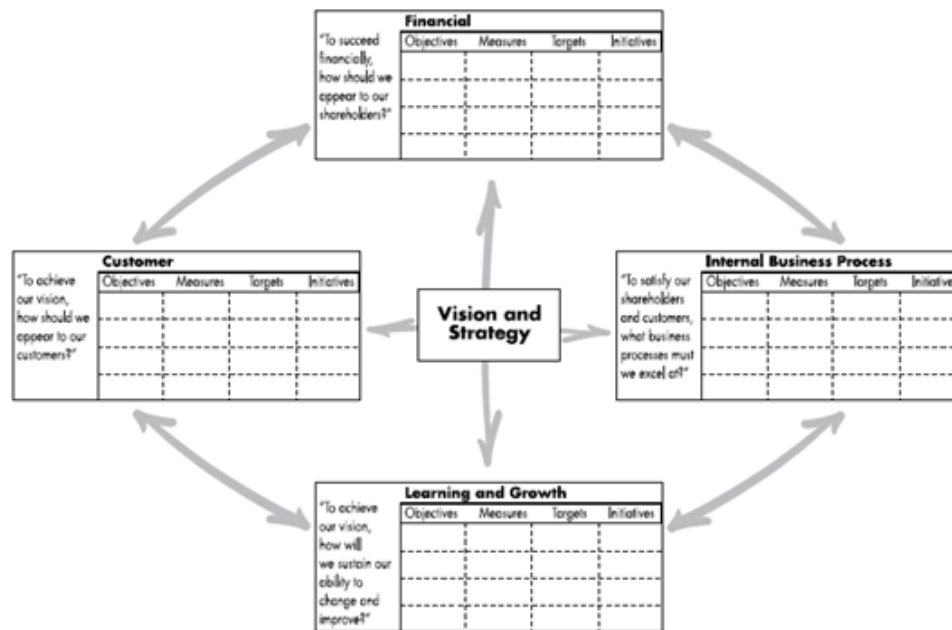 Financial
"To succeed
financially,
how should we
appear to our
shareholders?"
Objectives Measures Targets Initiatives
Customer
"To achieve
our vision,
how should we
appear to our
customers?"
Objectives Measures Targets Initiatives
Vision and
Strategy
Internal Business Process
"To satisfy our
shareholders
and customers,
what business
processes must
we excel at?"
Objectives Measures Targets Initiative
Learning and Growth
"To achieve
our vision,
how will
we sustain our
ability to
change and
improve?"
Objectives Measures Targets Initiatives